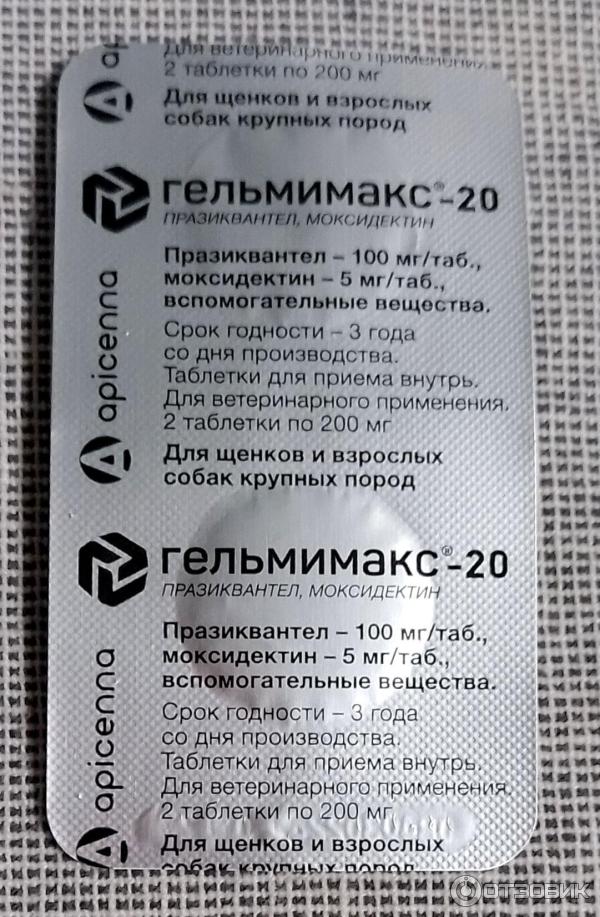 Для ветеринарного применения.
2 таблетки по 200 мг
Для щенков и взрослых
собак крупных пород
ap
ГЕЛЬМИМАКС®-20
ПРАЗИКВАНТЕЛ, МОКСИДЕКТИН
Празиквантел – 100 мг/таб.,
моксидектин – 5 мг/таб.,
вспомогательные вещества.
Срок годности – 3 года
со дня производства.
Таблетки для приема внутрь.
Для ветеринарного применения.
2 таблетки по 200 мг
Для щенков и взрослых
собак крупных пород
apicenna
ГЕЛЬМИМАКС®-20
ПРАЗИКВАНТЕЛ, МОКСИДЕКТИН
Празиквантел – 100 мг/таб.,
моксидектин – 5 мг/таб.,
вспомогательные вещества.
Срок годности – 3 года
со дня производства.
Таблетки для приема внутрь.
Для ветеринарного применения.
2 таблетки по 200 мг
Для щенков и взрослых
собак крупных пород
apicenna
ОТЗОВИК